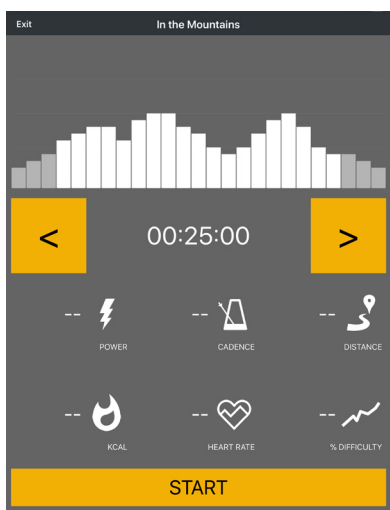 Exit In the Mountains
< 00:25:00 >
-- -- --
POWER CADENCE DISTANCE
-- -- --
KCAL HEART RATE % DIFFICULTY
START